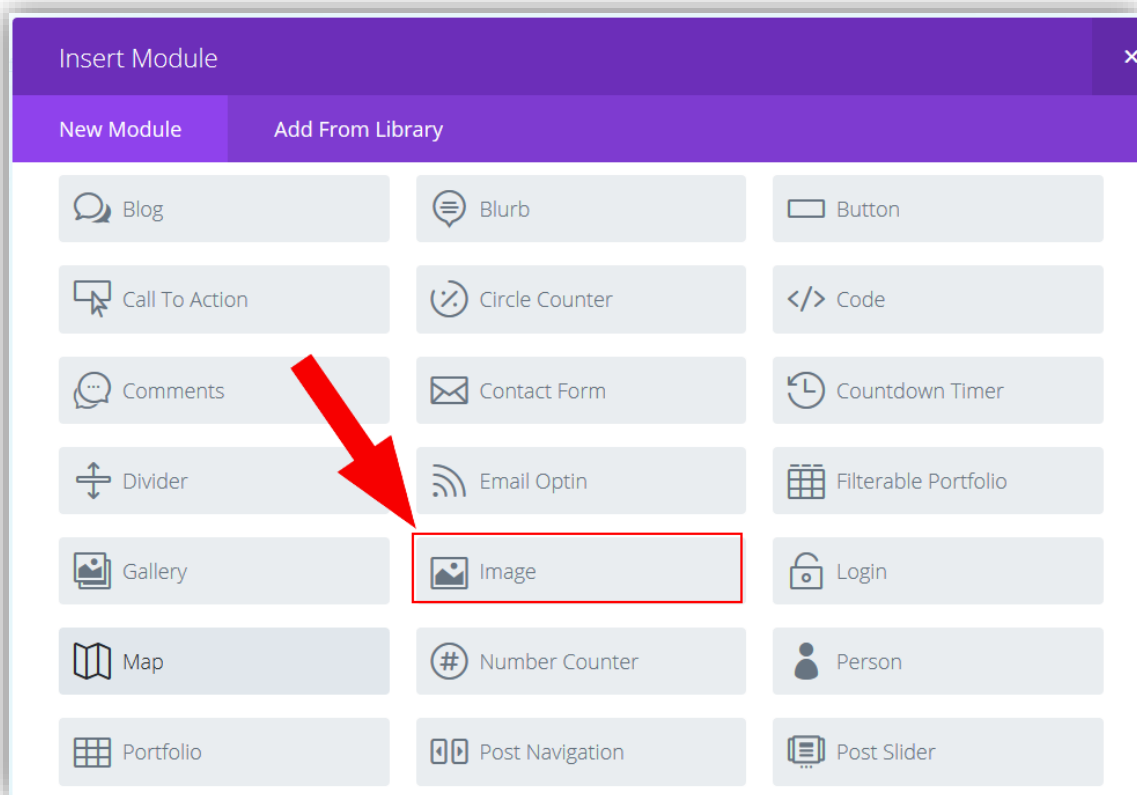 Insert Module
New Module Add From Library
Blog Blurb Button
Call To Action Circle Counter Code
Comments Contact Form Countdown Timer
Divider Email Optin Filterable Portfolio
Gallery Image Login
Map Number Counter Person
Portfolio Post Navigation Post Slider